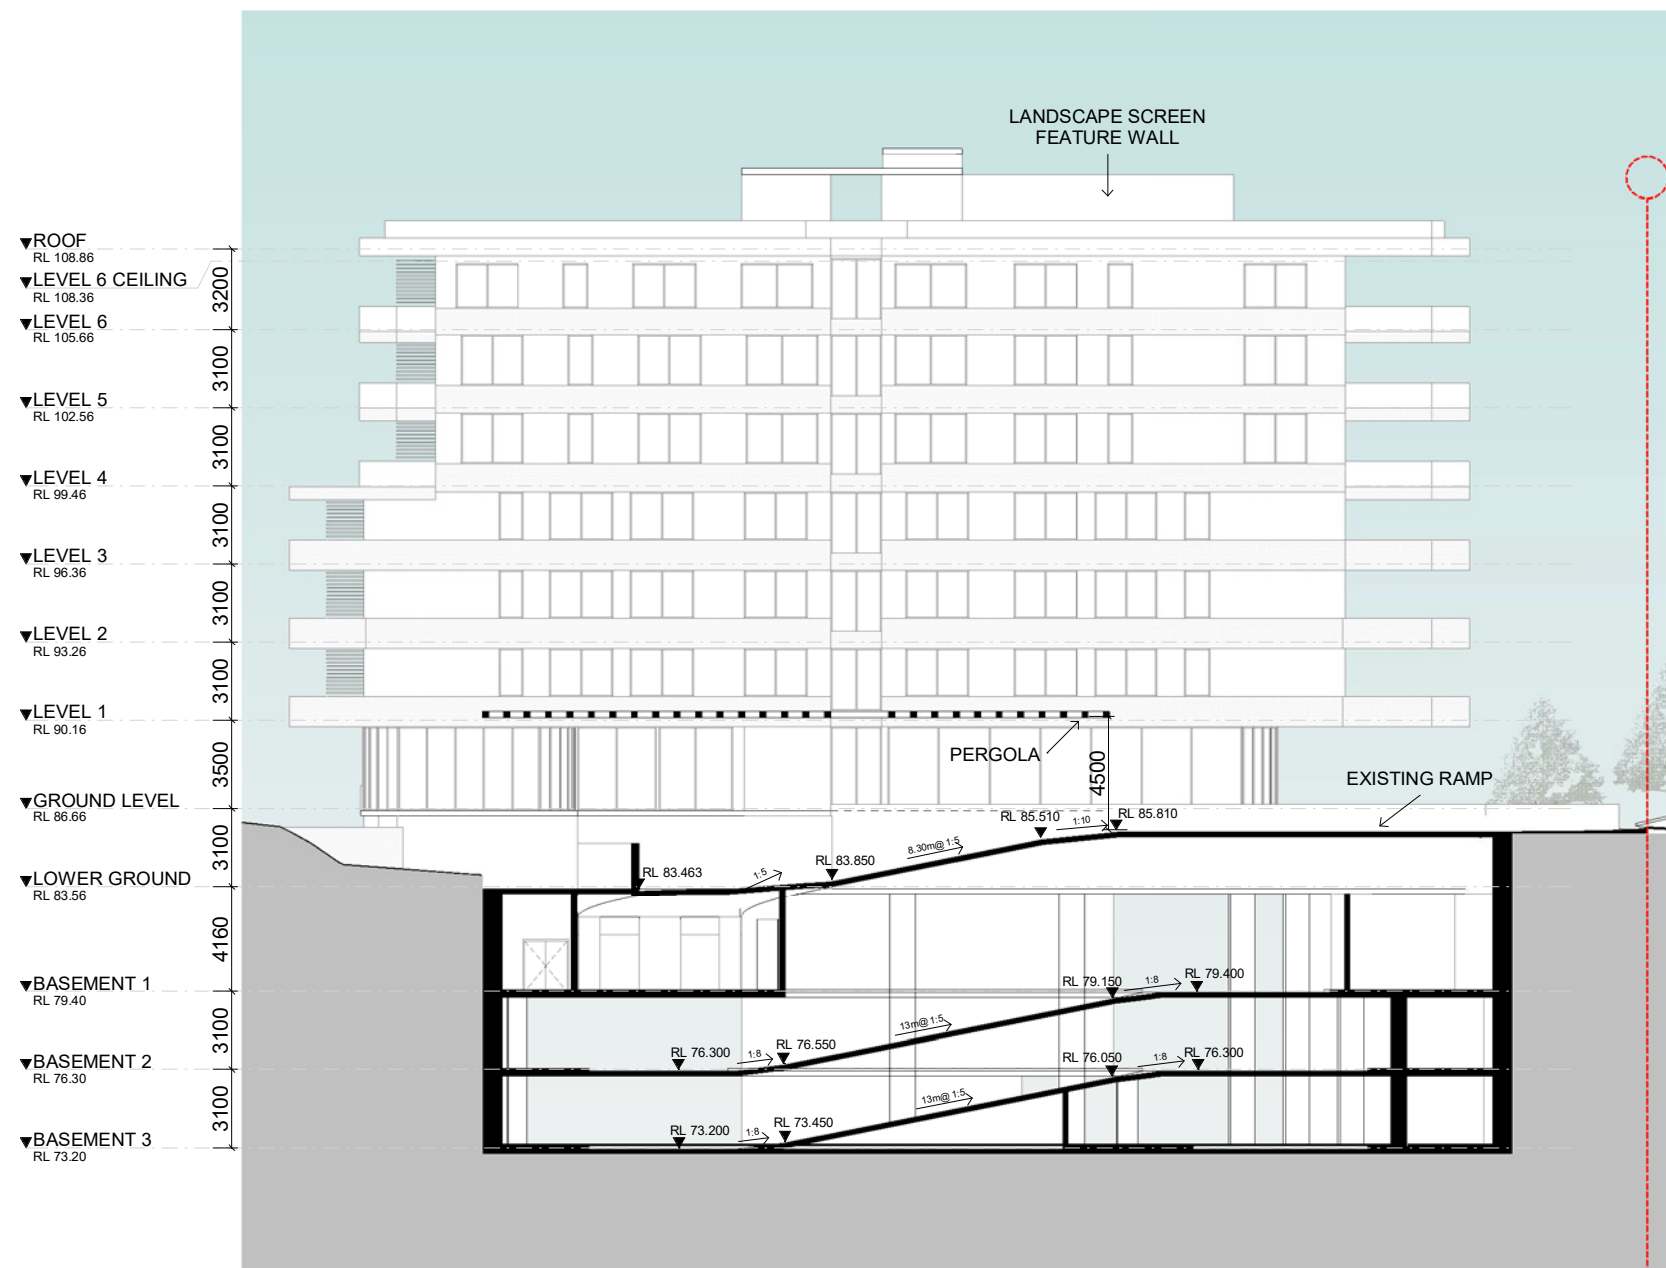 LANDSCAPE SCREEN
FEATURE WALL
ROOF
RL 108.86
3200
LEVEL 6 CEILING
RL 108.36
LEVEL 6
RL 105.66
3100
LEVEL 5
RL 102.56
3100
LEVEL 4
RL 99.46
3100
LEVEL 3
RL 96.36
3100
LEVEL 2
RL 93.26
3100
LEVEL 1
RL 90.16
3500
PERGOLA
4500
EXISTING RAMP
GROUND LEVEL
RL 86.66
3100
RL 85.510
1:10
RL 85.810
8.30m@ 1:5
RL 83.850
1:5
RL 83.463
LOWER GROUND
RL 83.56
4160
BASEMENT 1
RL 79.40
RL 79.150
1:8
RL 79.400
3100
13m@ 1:5
BASEMENT 2
RL 76.30
RL 76.300
1:8
RL 76.550
RL 76.050
1:8
RL 76.300
3100
13m@ 1:5
BASEMENT 3
RL 73.20
RL 73.200
1:8
RL 73.450